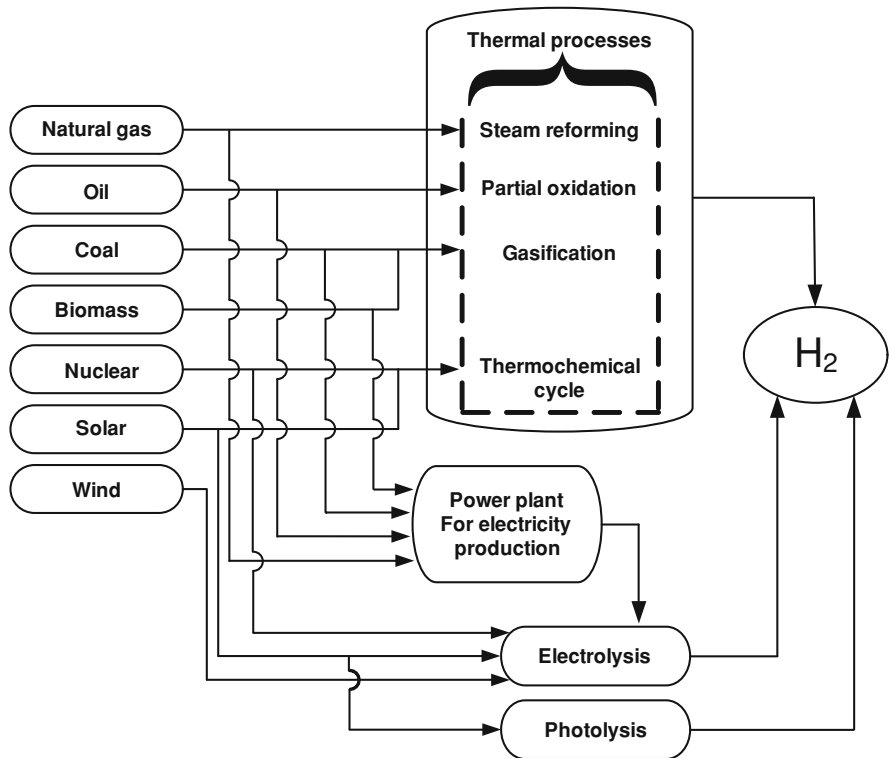 Thermal processes
Natural gas
Steam reforming
Oil
Partial oxidation
Coal
Gasification
Biomass
Nuclear
Thermochemical
cycle
Solar
Wind
H₂
Power plant
For electricity
production
Electrolysis
Photolysis